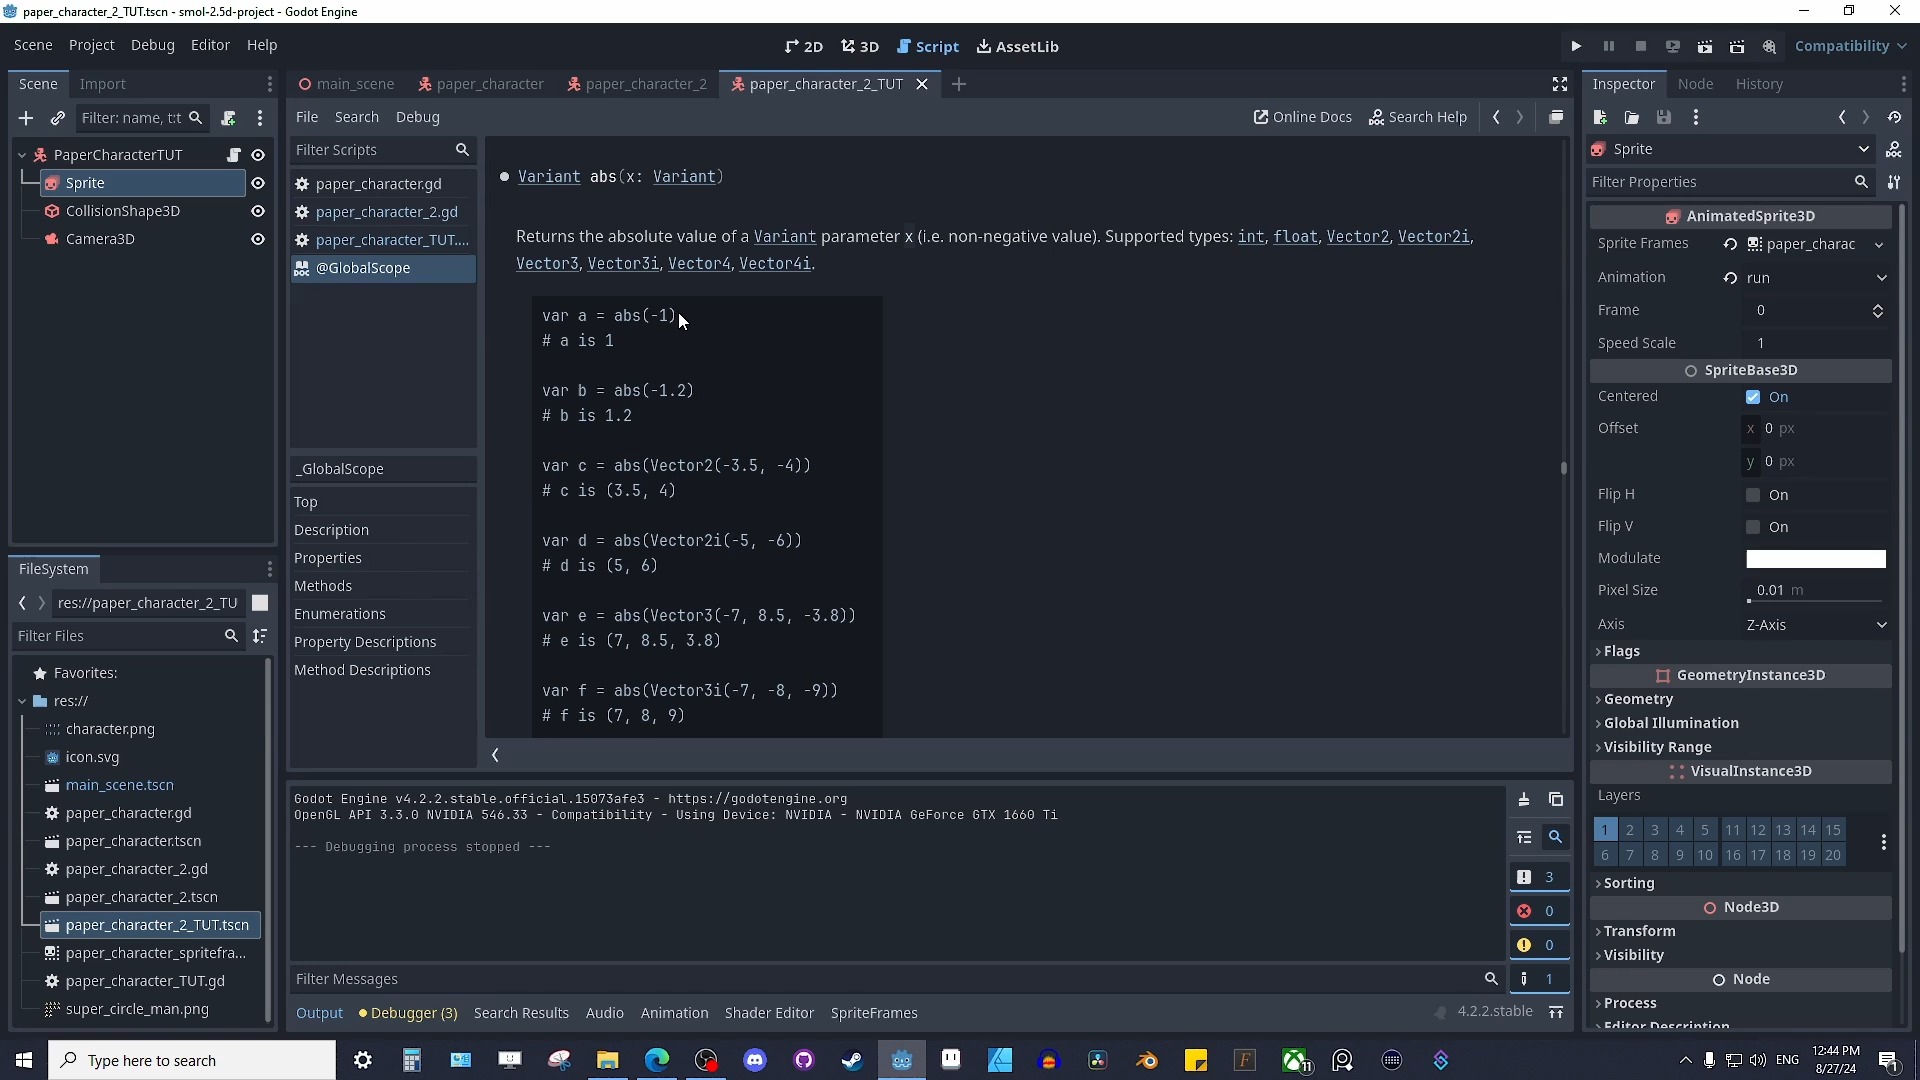 paper_character_2_TUT.tscn - smol-2.5d-project - Godot Engine
Scene Project Debug Editor Help
2D 3D Script AssetLib
Compatibility
Scene Import
main_scene paper_character paper_character_2 paper_character_2_TUT
Inspector Node History
Filter: name, t:t
File Search Debug
Online Docs Search Help
Filter Scripts
Sprite
PaperCharacterTUT
Sprite
CollisionShape3D
Camera3D
paper_character.gd
paper_character_2.gd
paper_character_TUT....
@GlobalScope
_GlobalScope
Top
Description
Properties
Methods
Enumerations
Property Descriptions
Method Descriptions
Variant abs(x: Variant)
Returns the absolute value of a Variant parameter x (i.e. non-negative value). Supported types: int, float, Vector2, Vector2i,
Vector3, Vector3i, Vector4, Vector4i.
var a = abs(-1)
# a is 1
var b = abs(-1.2)
# b is 1.2
var c = abs(Vector2(-3.5, -4))
# c is (3.5, 4)
var d = abs(Vector2i(-5, -6))
# d is (5, 6)
var e = abs(Vector3(-7, 8.5, -3.8))
# e is (7, 8.5, 3.8)
var f = abs(Vector3i(-7, -8, -9))
# f is (7, 8, 9)
Filter Properties
AnimatedSprite3D
Sprite Frames paper_charac
Animation run
Frame 0
Speed Scale 1
SpriteBase3D
Centered On
Offset x 0 px
y 0 px
Flip H On
Flip V On
Modulate
Pixel Size 0.01 m
Axis Z-Axis
Flags
GeometryInstance3D
Geometry
Global Illumination
Visibility Range
VisualInstance3D
Layers
1 2 3 4 5 11 12 13 14 15
6 7 8 9 10 16 17 18 19 20
Sorting
Node3D
Transform
Visibility
Node
Process
Editor Description
FileSystem
res://paper_character_2_TU
Filter Files
Favorites:
res://
character.png
icon.svg
main_scene.tscn
paper_character.gd
paper_character.tscn
paper_character_2.gd
paper_character_2.tscn
paper_character_2_TUT.tscn
paper_character_spritefra...
paper_character_TUT.gd
super_circle_man.png
Godot Engine v4.2.2.stable.official.15073afe3 - https://godotengine.org
OpenGL API 3.3.0 NVIDIA 546.33 - Compatibility - Using Device: NVIDIA - NVIDIA GeForce GTX 1660 Ti
--- Debugging process stopped ---
3
0
0
1
Filter Messages
Output Debugger (3) Search Results Audio Animation Shader Editor SpriteFrames
4.2.2.stable
Type here to search
11
ENG
12:44 PM
8/27/24
1